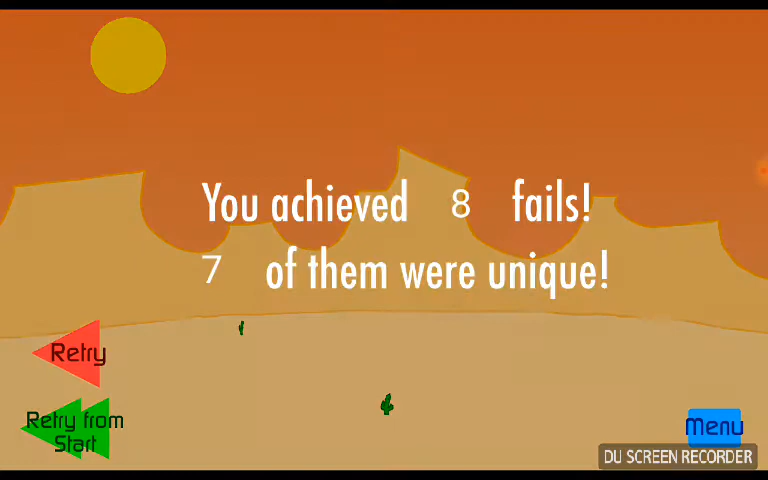 You achieved 8 fails!
7 of them were unique!
Retry
Retry from
Start
Menu
DU SCREEN RECORDER